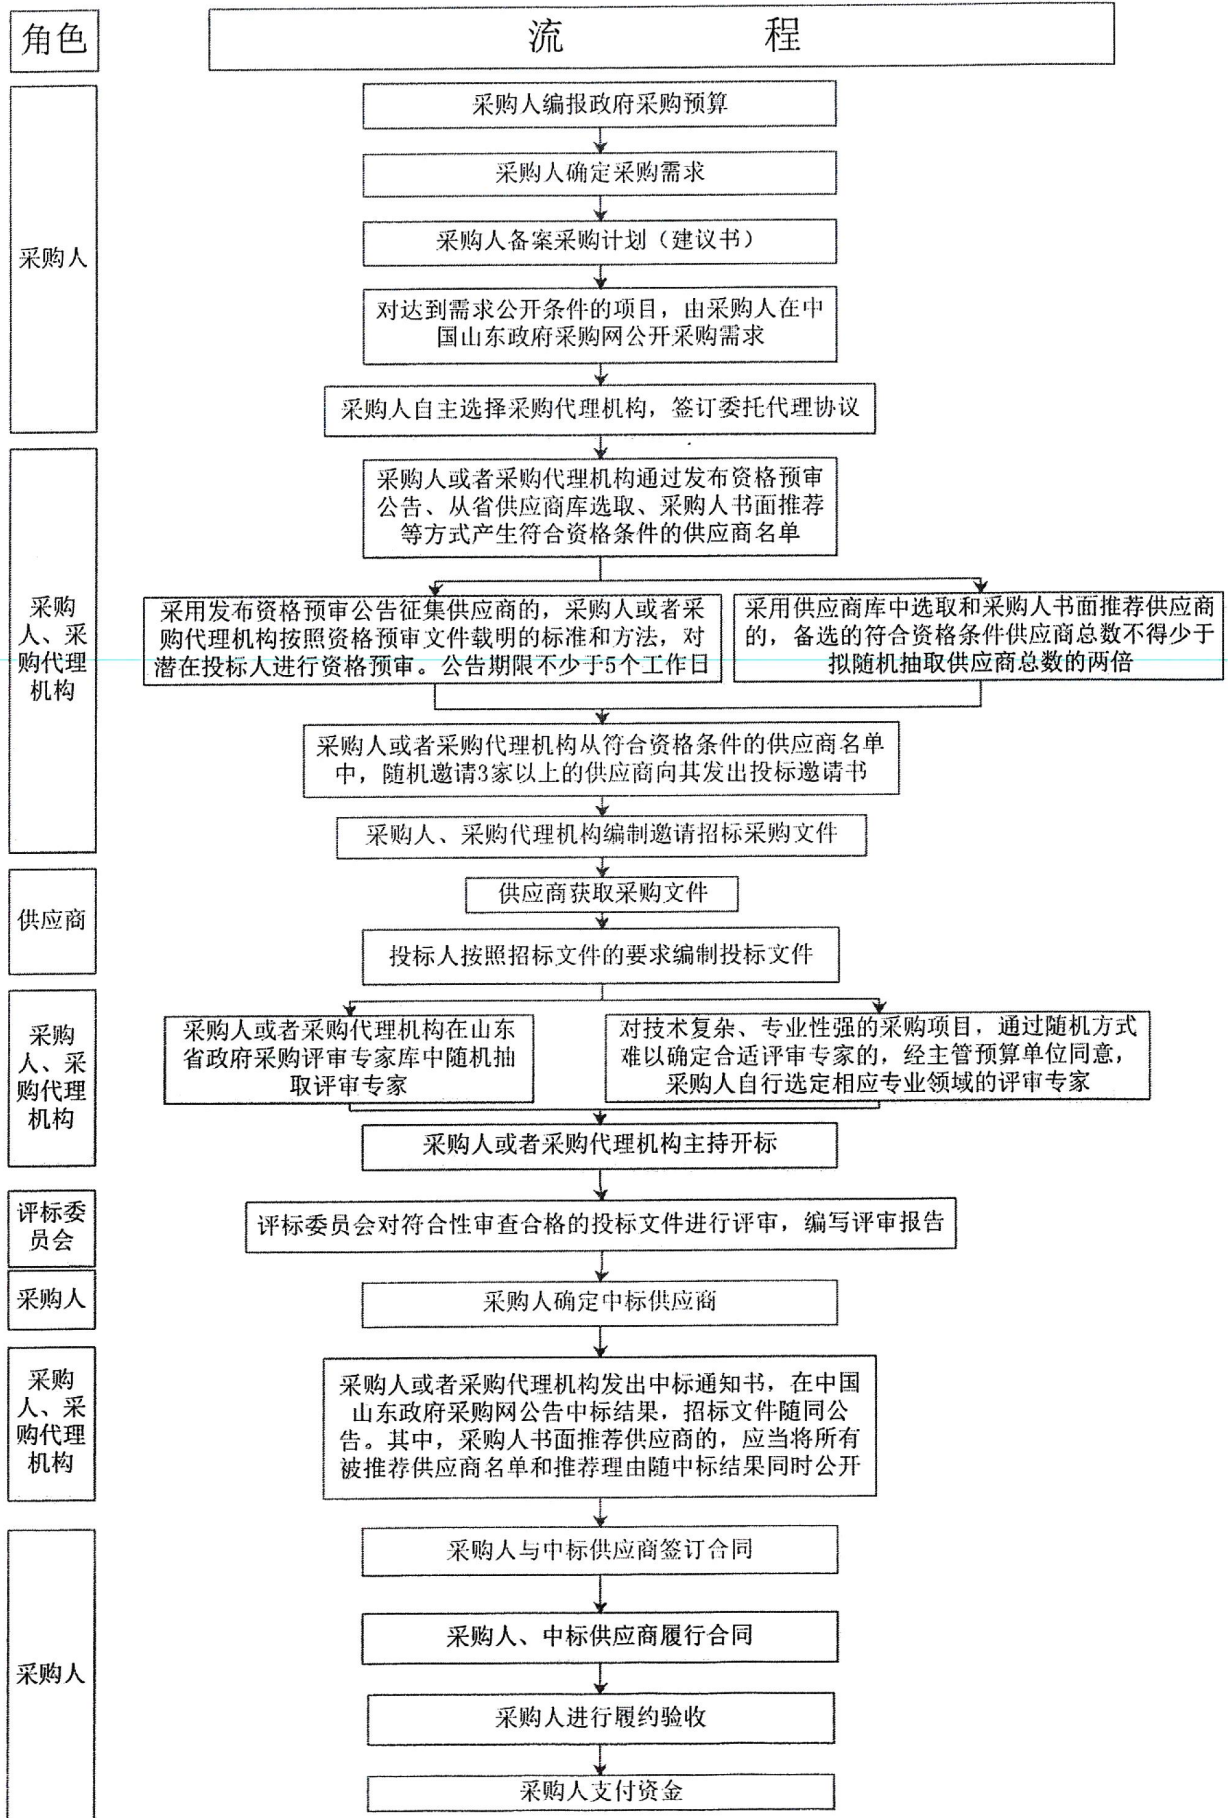 角色
流 程
采购人
采购人编报政府采购预算
采购人确定采购需求
采购人备案采购计划（建议书）
对达到需求公开条件的项目，由采购人在中
国山东政府采购网公开采购需求
采购人自主选择采购代理机构，签订委托代理协议
采购
人、采
购代理
机构
采购人或者采购代理机构通过发布资格预审
公告、从省供应商库选取、采购人书面推荐
等方式产生符合资格条件的供应商名单
采用发布资格预审公告征集供应商的，采购人或者采
购代理机构按照资格预审文件载明的标准和方法，对
潜在投标人进行资格预审。公告期限不少于5个工作日
采用供应商库中选取和采购人书面推荐供应商
的，备选的符合资格条件供应商总数不得少于
拟随机抽取供应商总数的两倍
采购人或者采购代理机构从符合资格条件的供应商名单
中，随机邀请3家以上的供应商向其发出投标邀请书
采购人、采购代理机构编制邀请招标采购文件
供应商
供应商获取采购文件
投标人按照招标文件的要求编制投标文件
采购
人、采
购代理
机构
采购人或者采购代理机构在山东
省政府采购评审专家库中随机抽
取评审专家
对技术复杂、专业性强的采购项目，通过随机方式
难以确定合适评审专家的，经主管预算单位同意，
采购人自行选定相应专业领域的评审专家
采购人或者采购代理机构主持开标
评标委
员会
评标委员会对符合性审查合格的投标文件进行评审，编写评审报告
采购人
采购人确定中标供应商
采购
人、采
购代理
机构
采购人或者采购代理机构发出中标通知书，在中国
山东政府采购网公告中标结果，招标文件随同公
告。其中，采购人书面推荐供应商的，应当将所有
被推荐供应商名单和推荐理由随中标结果同时公开
采购人
采购人与中标供应商签订合同
采购人、中标供应商履行合同
采购人进行履约验收
采购人支付资金